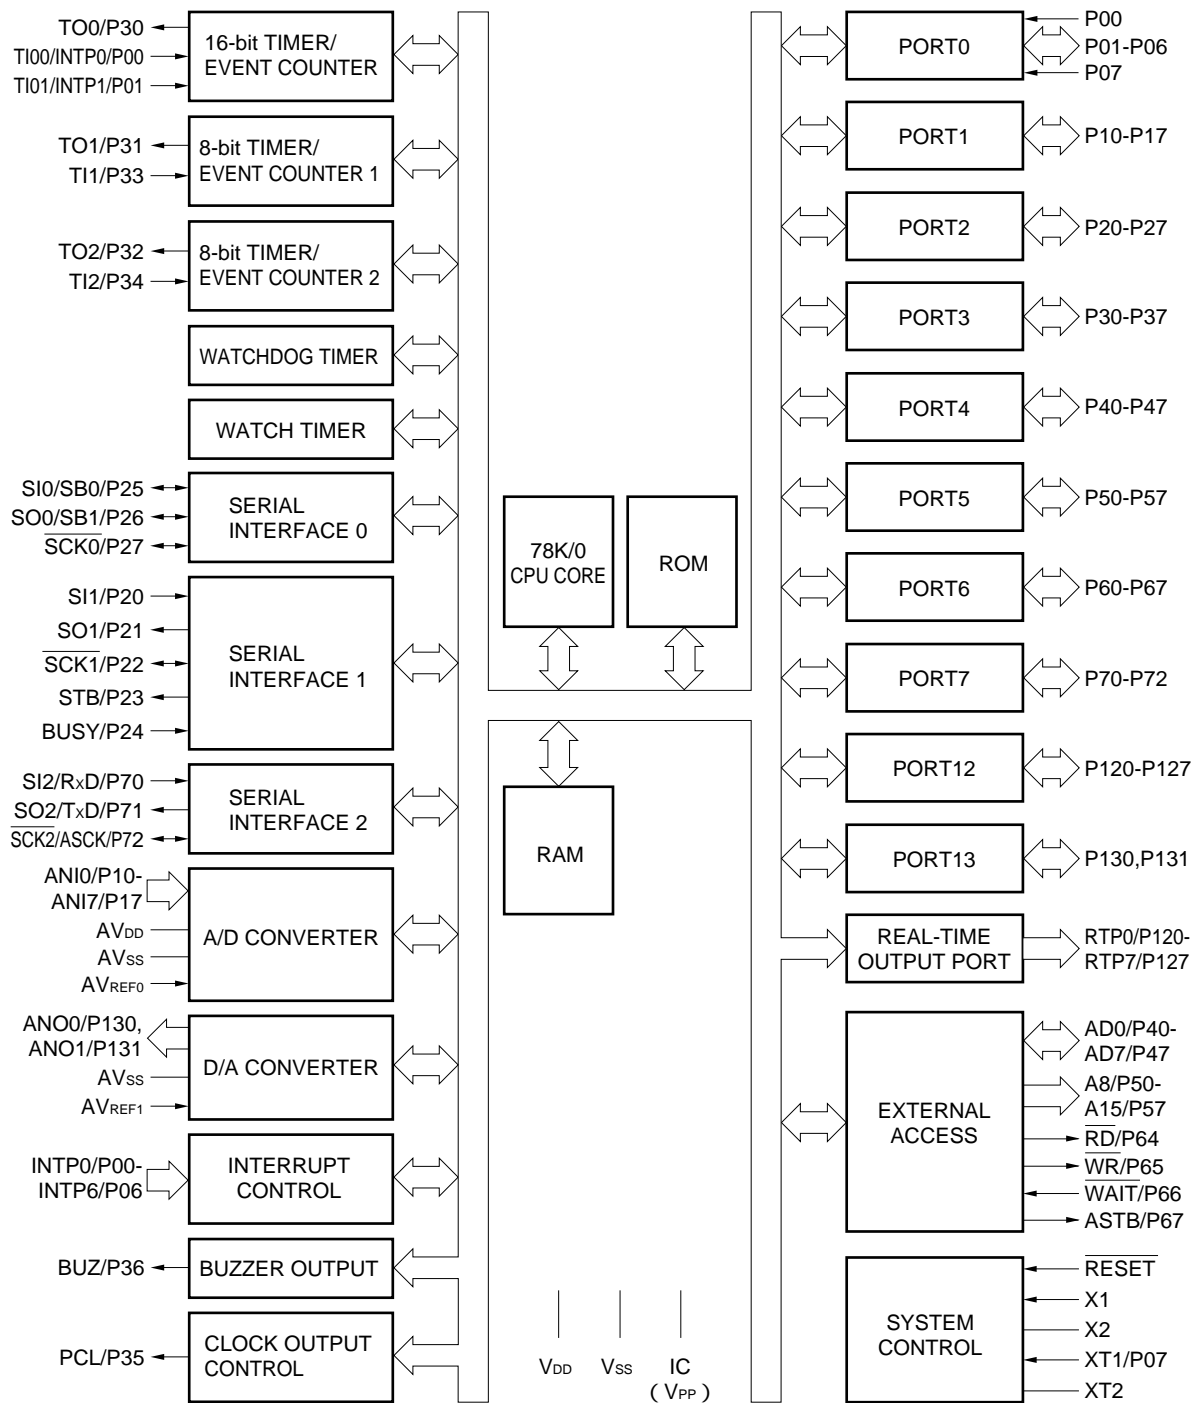 TO0/P30
TI00/INTP0/P00
TI01/INTP1/P01
16-bit TIMER/
EVENT COUNTER
TO1/P31
TI1/P33
8-bit TIMER/
EVENT COUNTER 1
TO2/P32
TI2/P34
8-bit TIMER/
EVENT COUNTER 2
WATCHDOG TIMER
WATCH TIMER
SI0/SB0/P25
SO0/SB1/P26
SCK0/P27
SERIAL
INTERFACE 0
SI1/P20
SO1/P21
SCK1/P22
STB/P23
BUSY/P24
SERIAL
INTERFACE 1
SI2/RxD/P70
SO2/TxD/P71
SCK2/ASCK/P72
SERIAL
INTERFACE 2
ANI0/P10-
ANI7/P17
AVDD
AVSS
AVREF0
A/D CONVERTER
ANO0/P130,
ANO1/P131
AVSS
AVREF1
D/A CONVERTER
INTP0/P00-
INTP6/P06
INTERRUPT
CONTROL
BUZ/P36
BUZZER OUTPUT
PCL/P35
CLOCK OUTPUT
CONTROL
78K/0
CPU CORE
ROM
RAM
VDD
VSS
IC
(VPP)
PORT0
P00
P01-P06
P07
PORT1
P10-P17
PORT2
P20-P27
PORT3
P30-P37
PORT4
P40-P47
PORT5
P50-P57
PORT6
P60-P67
PORT7
P70-P72
PORT12
P120-P127
PORT13
P130,P131
REAL-TIME
OUTPUT PORT
RTP0/P120-
RTP7/P127
EXTERNAL
ACCESS
AD0/P40-
AD7/P47
A8/P50-
A15/P57
RD/P64
WR/P65
WAIT/P66
ASTB/P67
SYSTEM
CONTROL
RESET
X1
X2
XT1/P07
XT2